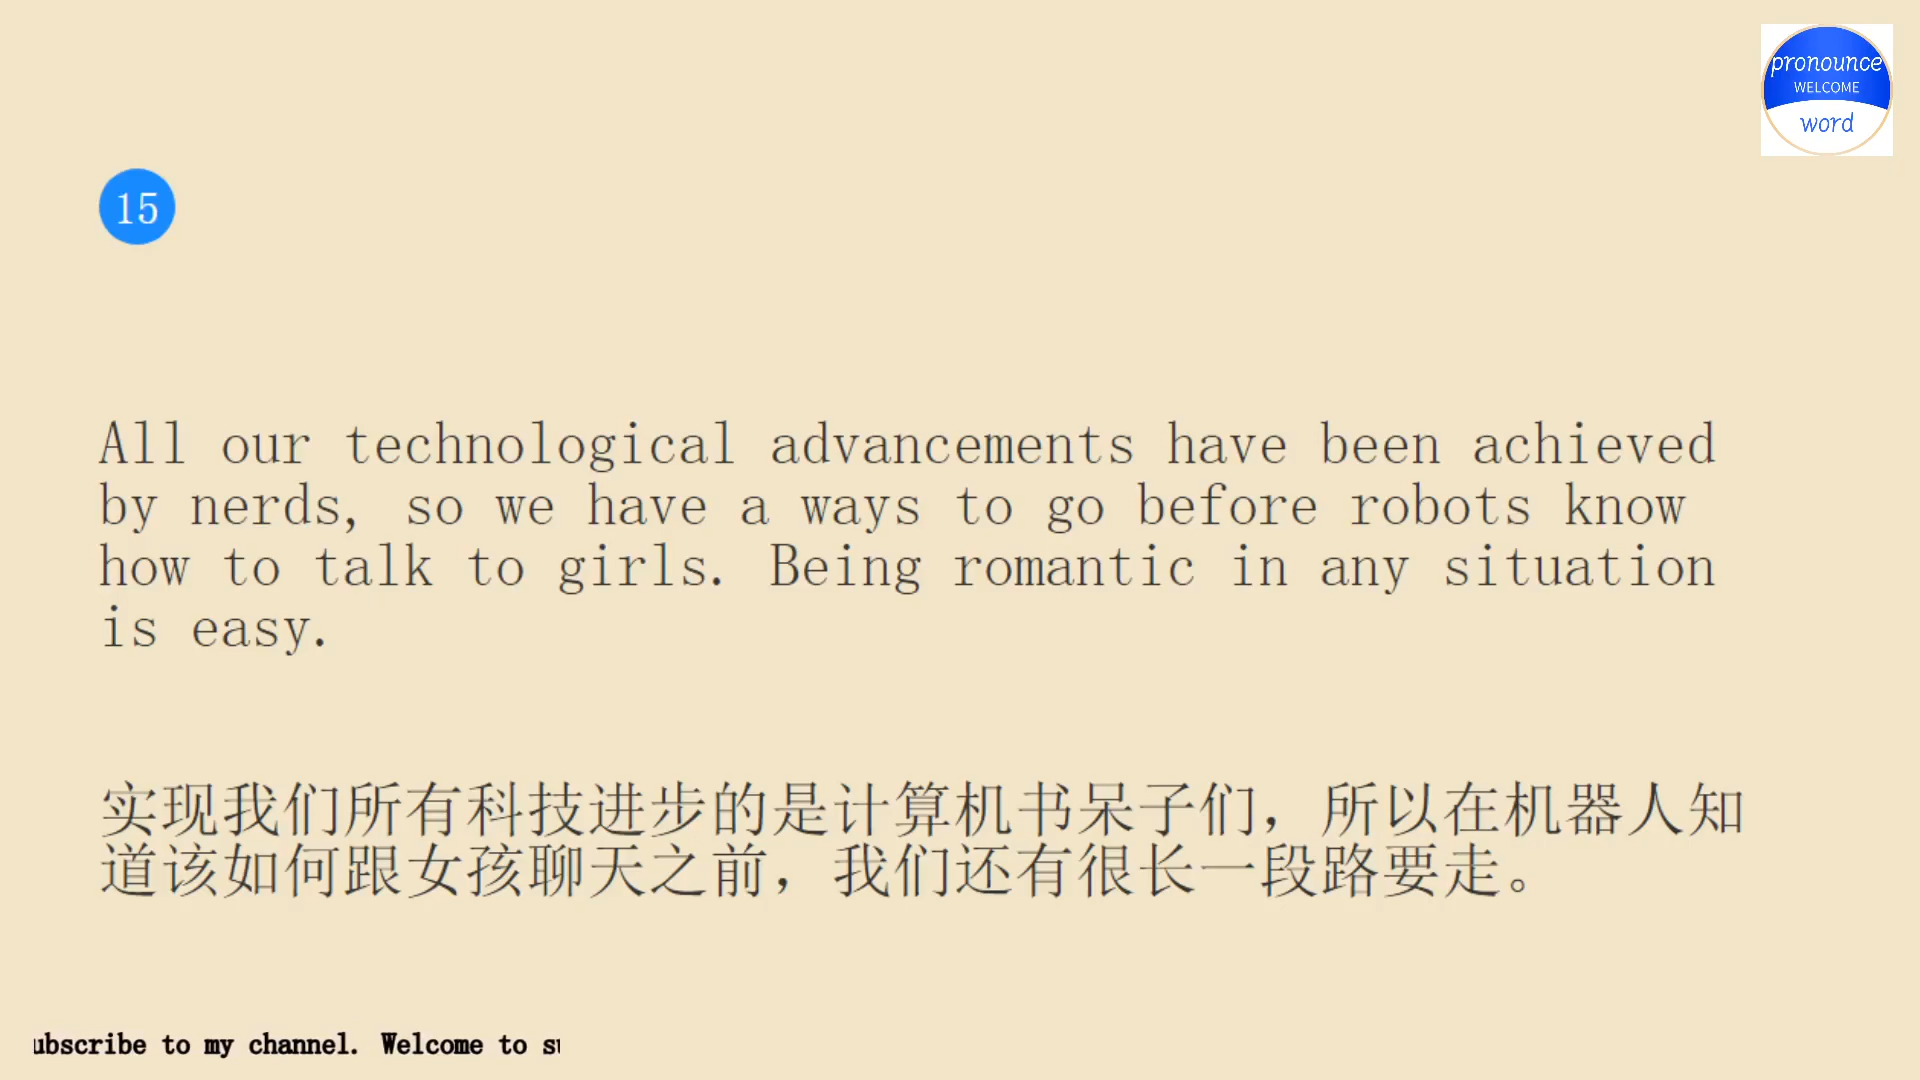 pronounce
WELCOME
word
15
All our technological advancements have been achieved
by nerds, so we have a ways to go before robots know
how to talk to girls. Being romantic in any situation
is easy.
实现我们所有科技进步的是计算机书呆子们，所以在机器人知
道该如何跟女孩聊天之前，我们还有很长一段路要走。
ubscribe to my channel. Welcome to su